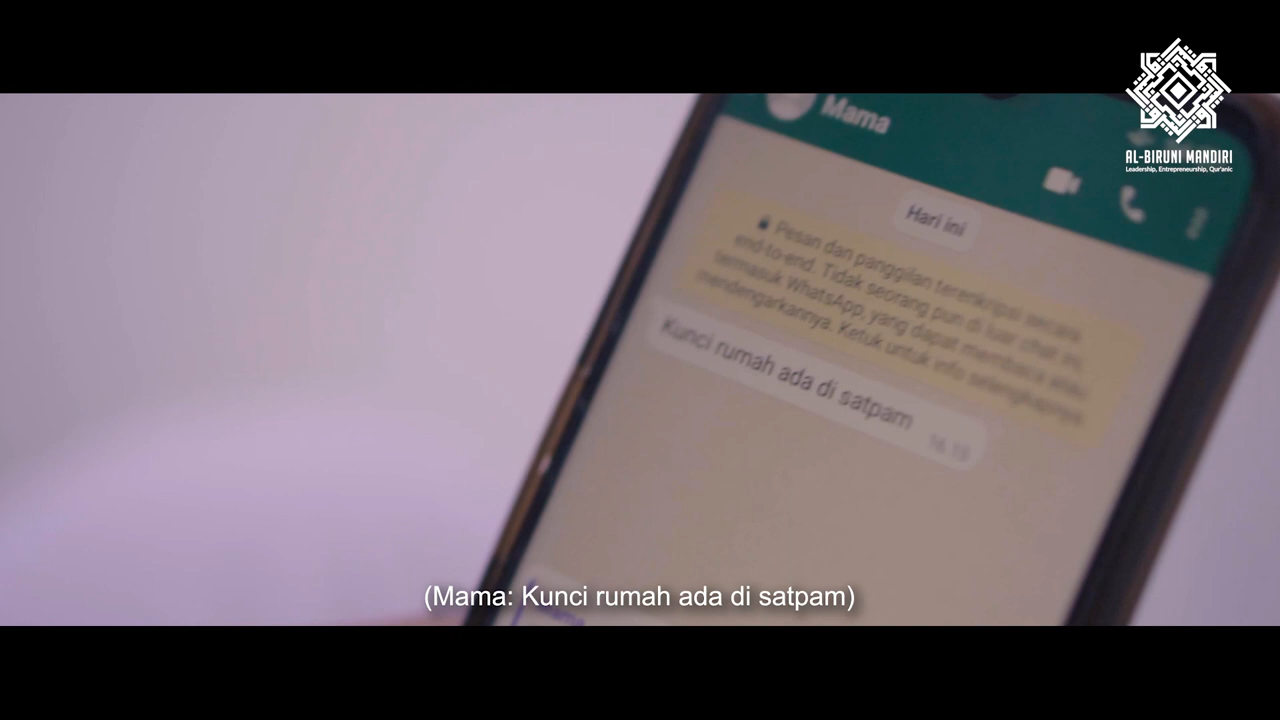 AL-BIRUNI MANDIRI
Leadership, Entrepreneurship, Qur'anic
Mama
Hari ini
Pesan dan panggilan terenkripsi secara
end-to-end. Tidak seorang pun di luar chat ini,
termasuk WhatsApp, yang dapat membaca atau
mendengarkannya. Ketuk untuk info selengkapnya.
Kunci rumah ada di satpam
(Mama: Kunci rumah ada di satpam)